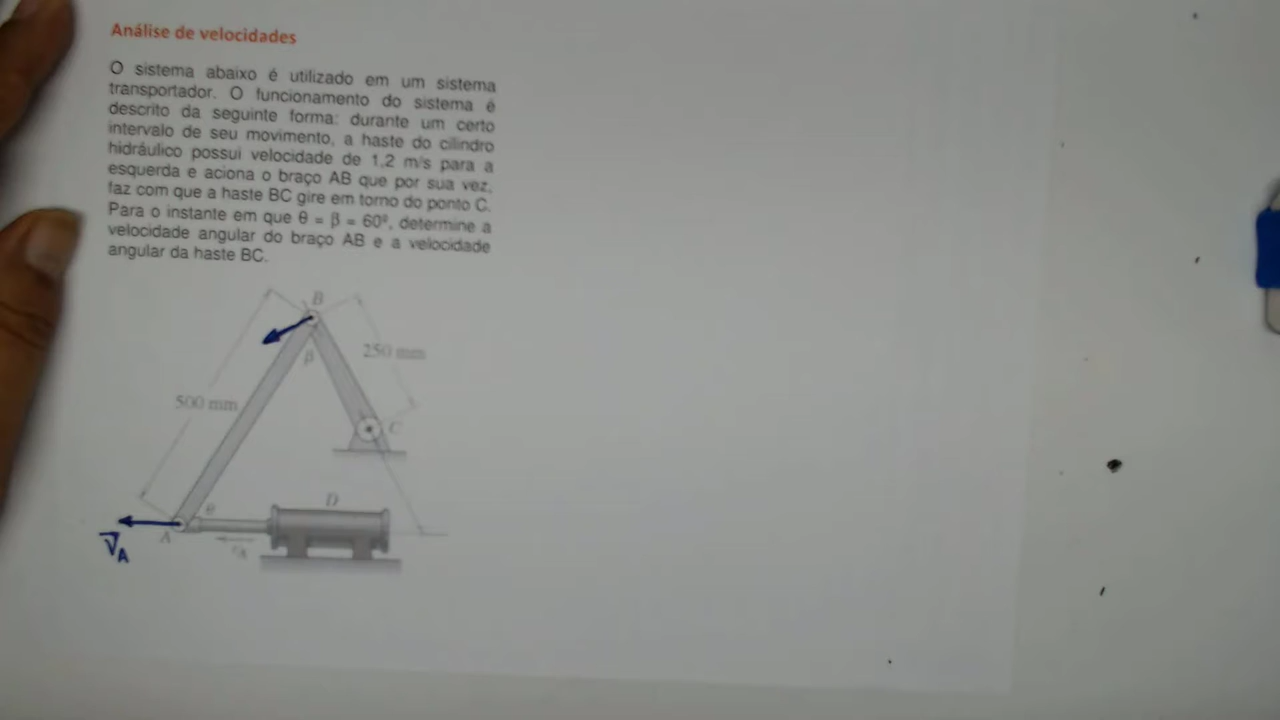 Análise de velocidades
O sistema abaixo é utilizado em um sistema
transportador. O funcionamento do sistema é
descrito da seguinte forma: durante um certo
intervalo de seu movimento, a haste do cilindro
hidráulico possui velocidade de 1,2 m/s para a
esquerda e aciona o braço AB que por sua vez,
faz com que a haste BC gire em torno do ponto C.
Para o instante em que θ = β = 60º, determine a
velocidade angular do braço AB e a velocidade
angular da haste BC.
B
β
250 mm
500 mm
C
D
θ
A
vA
VA